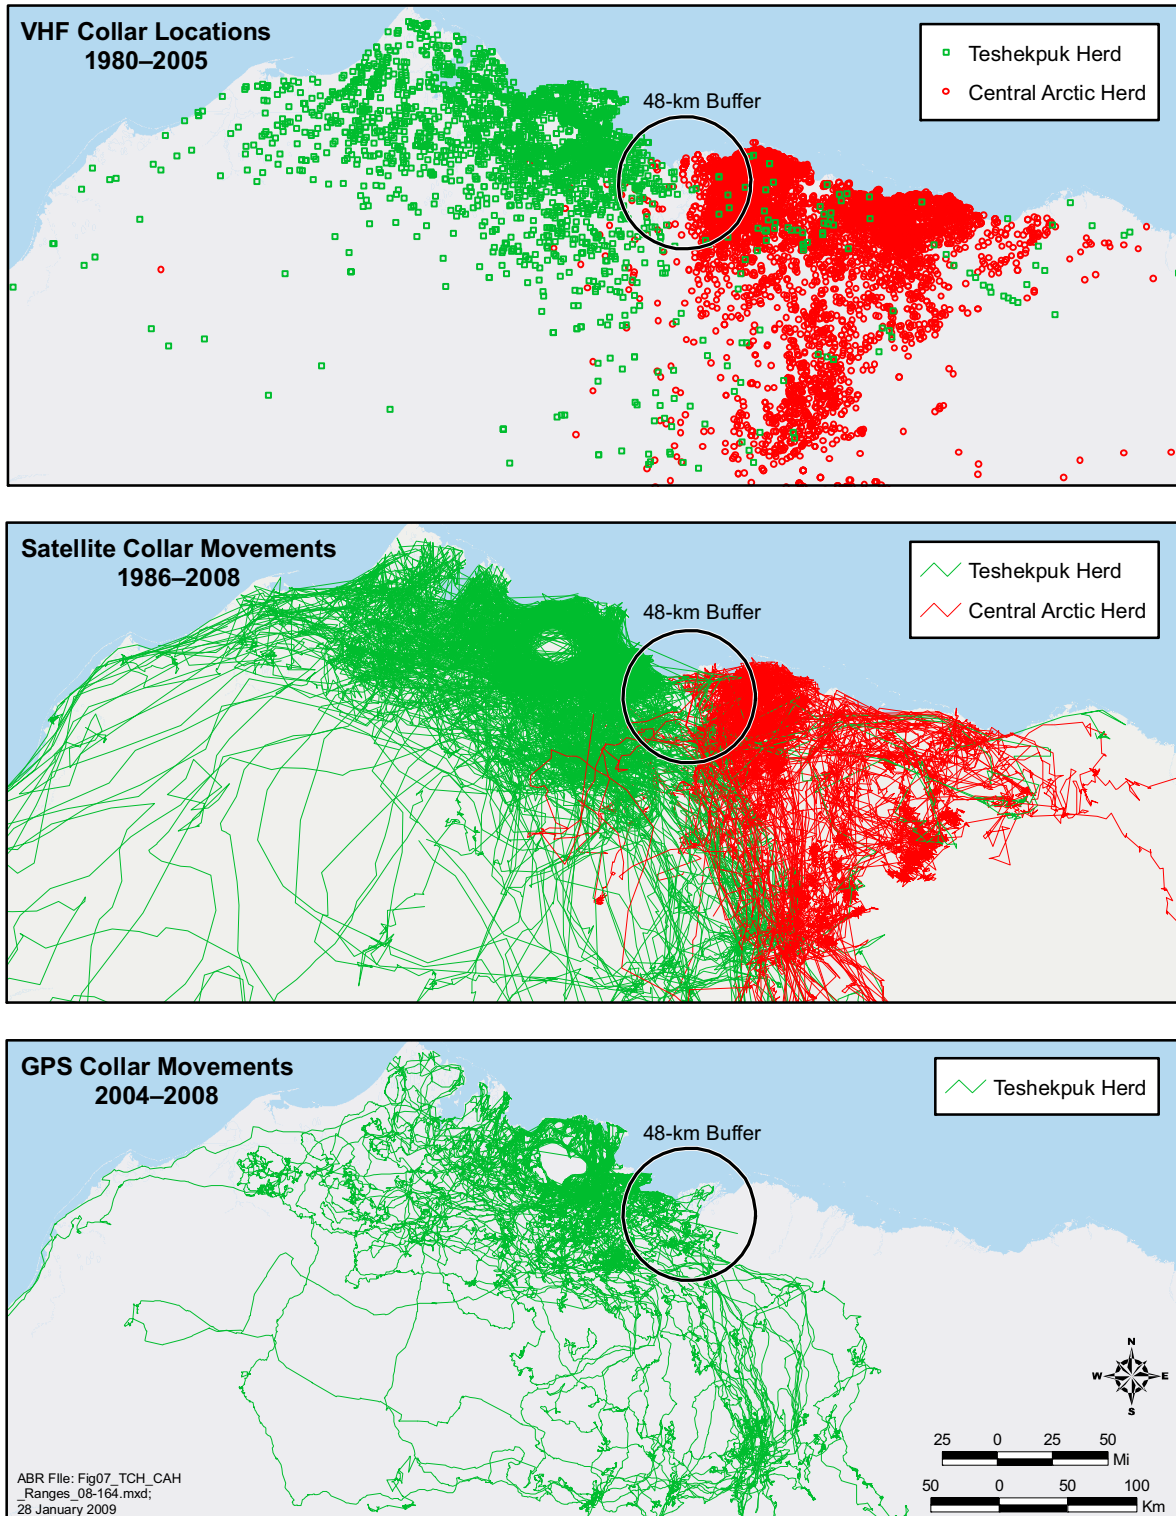 VHF Collar Locations
1980–2005
Teshekpuk Herd
Central Arctic Herd
48-km Buffer
Satellite Collar Movements
1986–2008
Teshekpuk Herd
Central Arctic Herd
48-km Buffer
GPS Collar Movements
2004–2008
Teshekpuk Herd
48-km Buffer
N
W E
S
25 0 25 50
Mi
50 0 50 100
Km
ABR FIle: Fig07_TCH_CAH
_Ranges_08-164.mxd;
28 January 2009